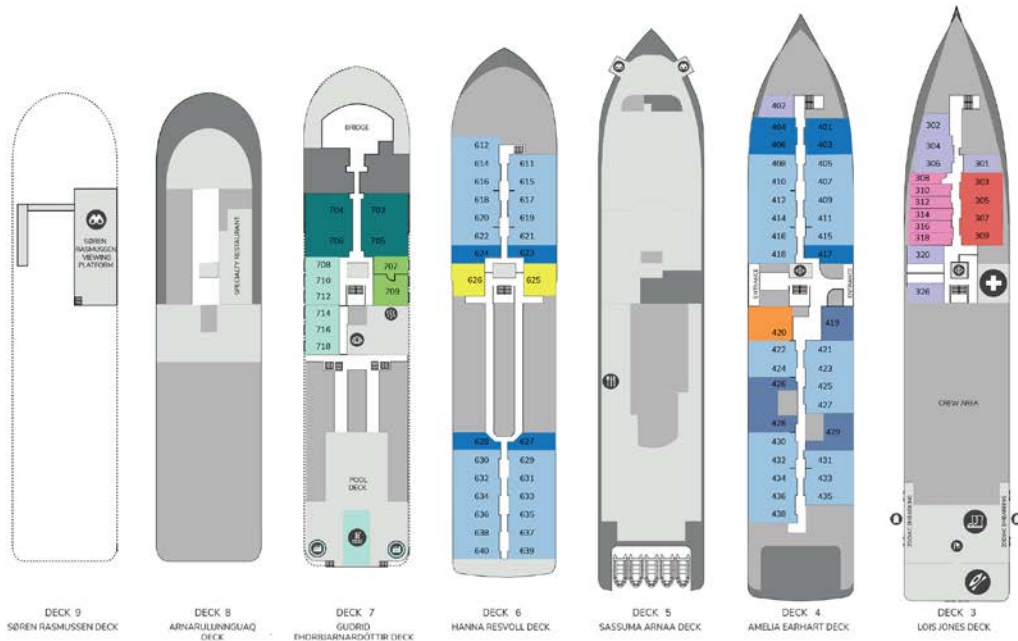 SØREN
RASMUSSEN
VIEWING
PLATFORM
DECK 9
SØREN RASMUSSEN DECK
SPECIALTY RESTAURANT
DECK 8
ARNARULUNNGUAQ
DECK
BRIDGE
704 703
706 705
708 707
710
712 709
714
716
718
POOL
DECK
DECK 7
GUDRID
THORBJARNARDÓTTIR DECK
612
614 611
616 615
618 617
620 619
622 621
624 623
626 625
628 627
630 629
632 631
634 633
636 635
638 637
640 639
DECK 6
HANNA RESVOLL DECK
DECK 5
SASSUMA ARNAA DECK
402
404 401
406 403
408 405
410 407
412 409
414 411
416 415
418 417
ENTRANCE ENTRANCE
420 419
422 421
424 423
426 425
427
428 429
430
432 431
434 433
436 435
438
DECK 4
AMELIA EARHART DECK
302
304
306 301
308 303
310
312 305
314
316 307
318 309
320
326
CREW AREA
ZODIAC EMBARKING ZODIAC EMBARKING
DECK 3
LOIS JONES DECK